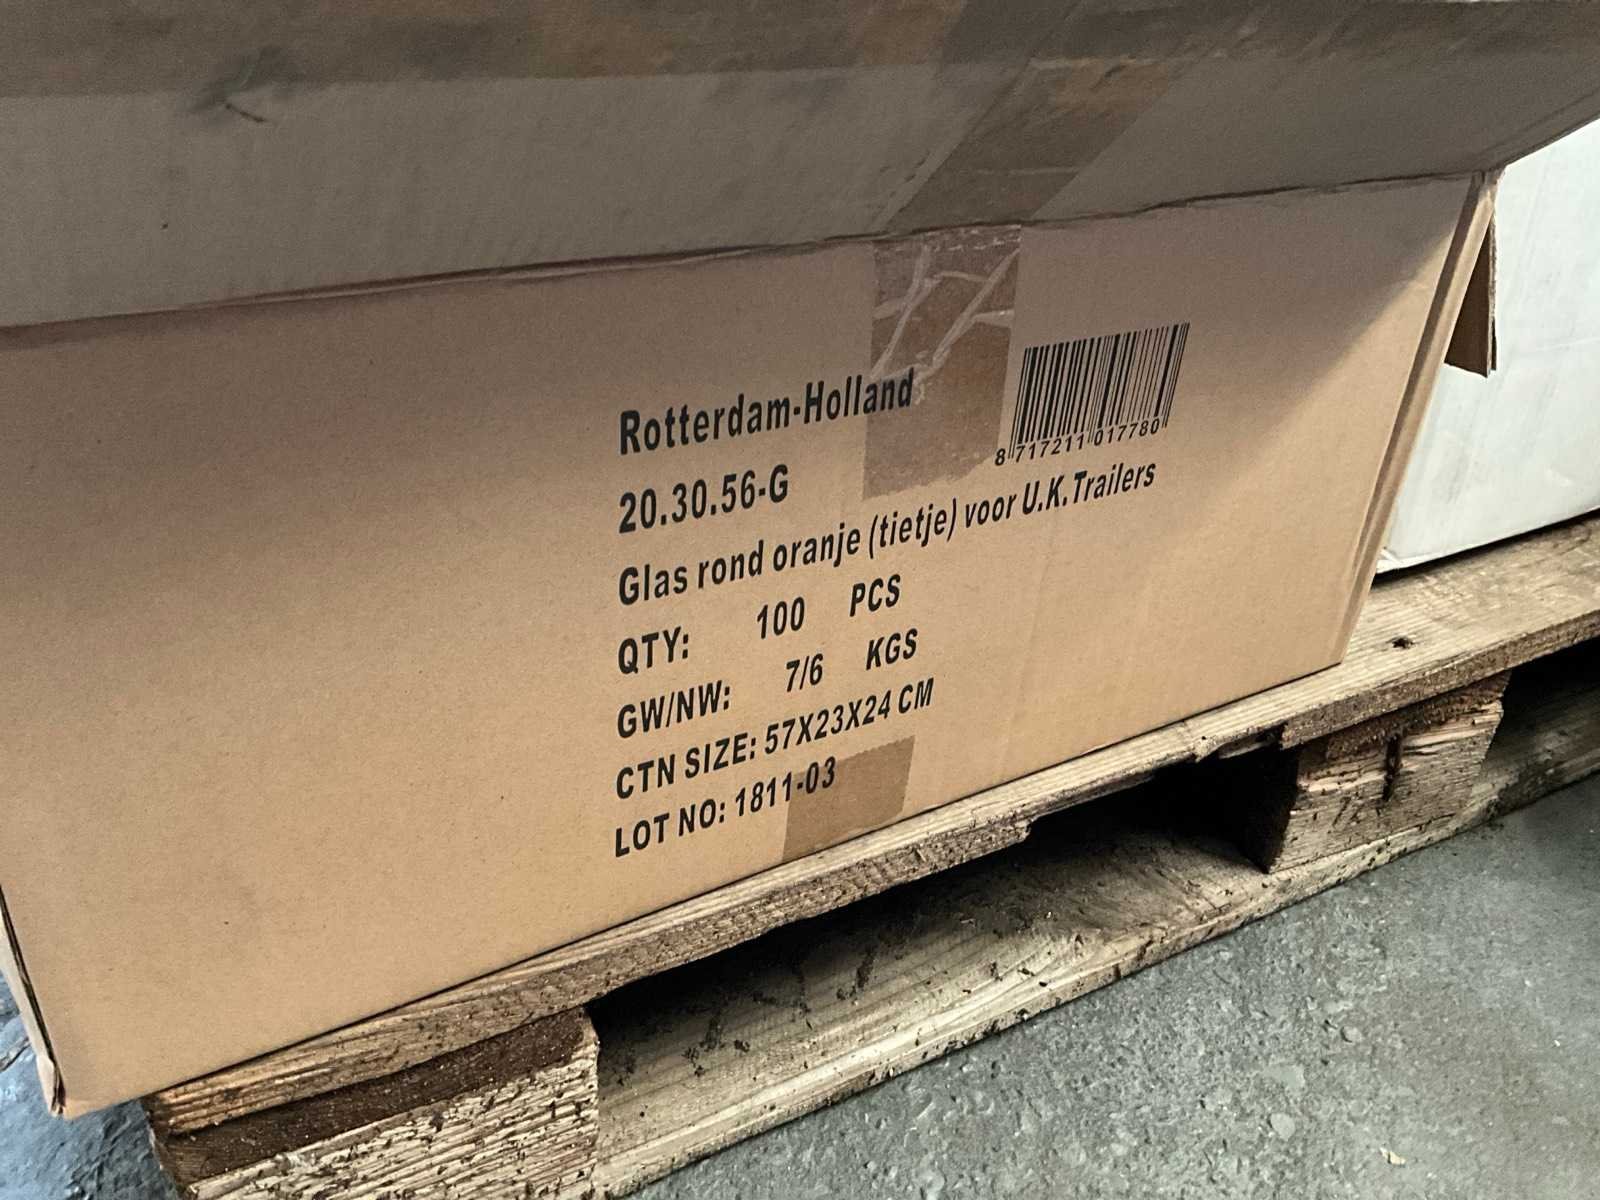 Rotterdam-Holland
8 717211 017780
20.30.56-G
Glas rond oranje (tietje) voor U.K. Trailers
QTY: 100 PCS
GW/NW: 7/6 KGS
CTN SIZE: 57X23X24 CM
LOT NO: 1811-03